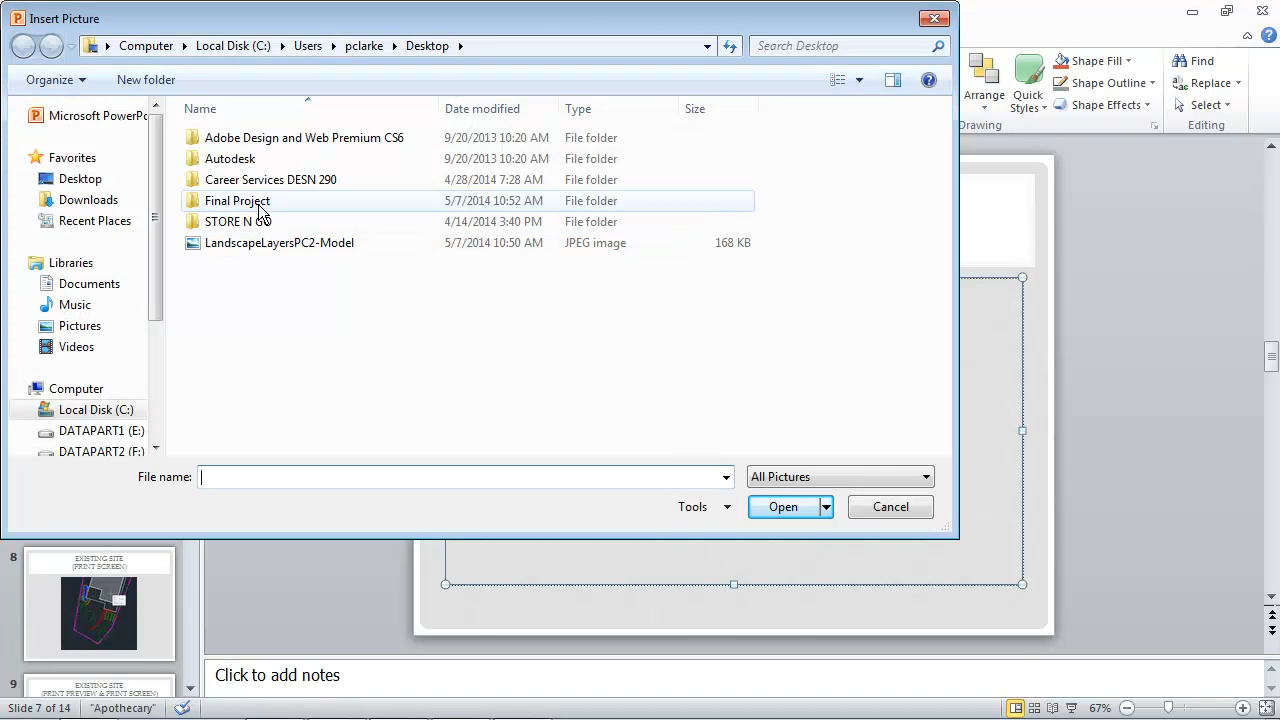 Insert Picture
Computer Local Disk (C:) Users pclarke Desktop
Search Desktop
Organize New folder
Microsoft PowerPo
Favorites
Desktop
Downloads
Recent Places
Libraries
Documents
Music
Pictures
Videos
Computer
Local Disk (C:)
DATAPART1 (E:)
DATAPART2 (F:)
Name Date modified Type Size
Adobe Design and Web Premium CS6 9/20/2013 10:20 AM File folder
Autodesk 9/20/2013 10:20 AM File folder
Career Services DESN 290 4/28/2014 7:28 AM File folder
Final Project 5/7/2014 10:52 AM File folder
STORE N GO 4/14/2014 3:40 PM File folder
LandscapeLayersPC2-Model 5/7/2014 10:50 AM JPEG image 168 KB
File name:
All Pictures
Tools Open Cancel
Arrange
Quick
Styles
Shape Fill
Shape Outline
Shape Effects
Drawing
Find
Replace
Select
Editing
8
EXISTING SITE
(PRINT SCREEN)
9
EXISTING SITE
(PRINT PREVIEW & PRINT SCREEN)
Click to add notes
Slide 7 of 14 "Apothecary" 67%